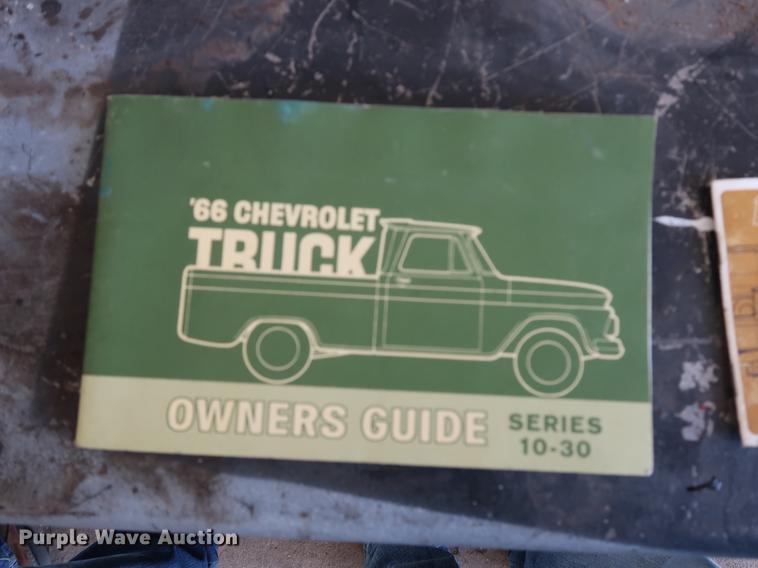 '66 CHEVROLET
TRUCK
OWNERS GUIDE
SERIES
10-30
Purple Wave Auction